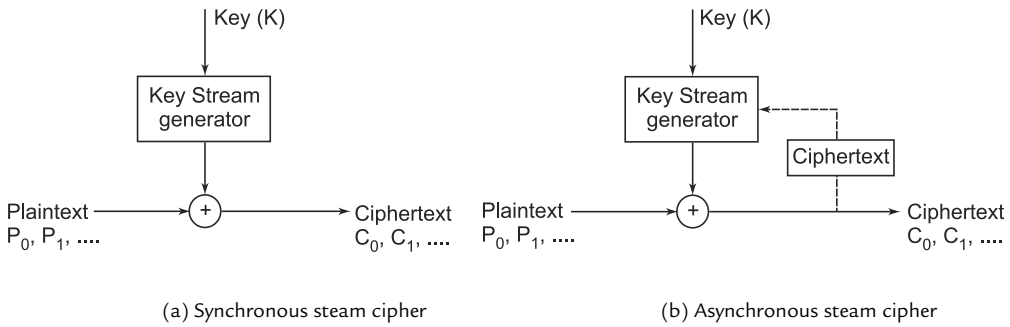 Key (K)
Key Stream
generator
+
Plaintext
P0, P1, ....
Ciphertext
C0, C1, ....
(a) Synchronous steam cipher
Key (K)
Key Stream
generator
Ciphertext
+
Plaintext
P0, P1, ....
Ciphertext
C0, C1, ....
(b) Asynchronous steam cipher